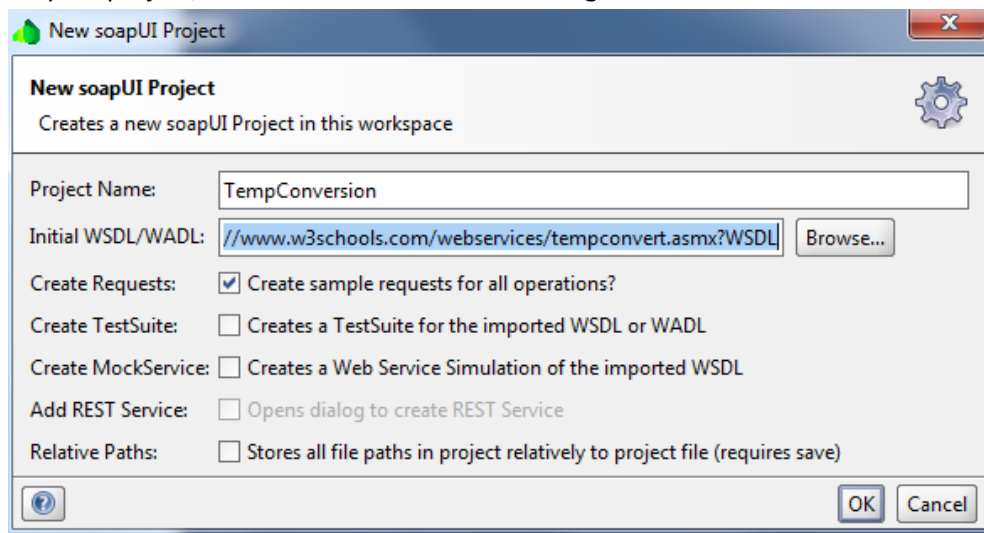 New soapUI Project
New soapUI Project
Creates a new soapUI Project in this workspace
Project Name: TempConversion
Initial WSDL/WADL: //www.w3schools.com/webservices/tempconvert.asmx?WSDL Browse...
Create Requests: Create sample requests for all operations?
Create TestSuite: Creates a TestSuite for the imported WSDL or WADL
Create MockService: Creates a Web Service Simulation of the imported WSDL
Add REST Service: Opens dialog to create REST Service
Relative Paths: Stores all file paths in project relatively to project file (requires save)
OK Cancel